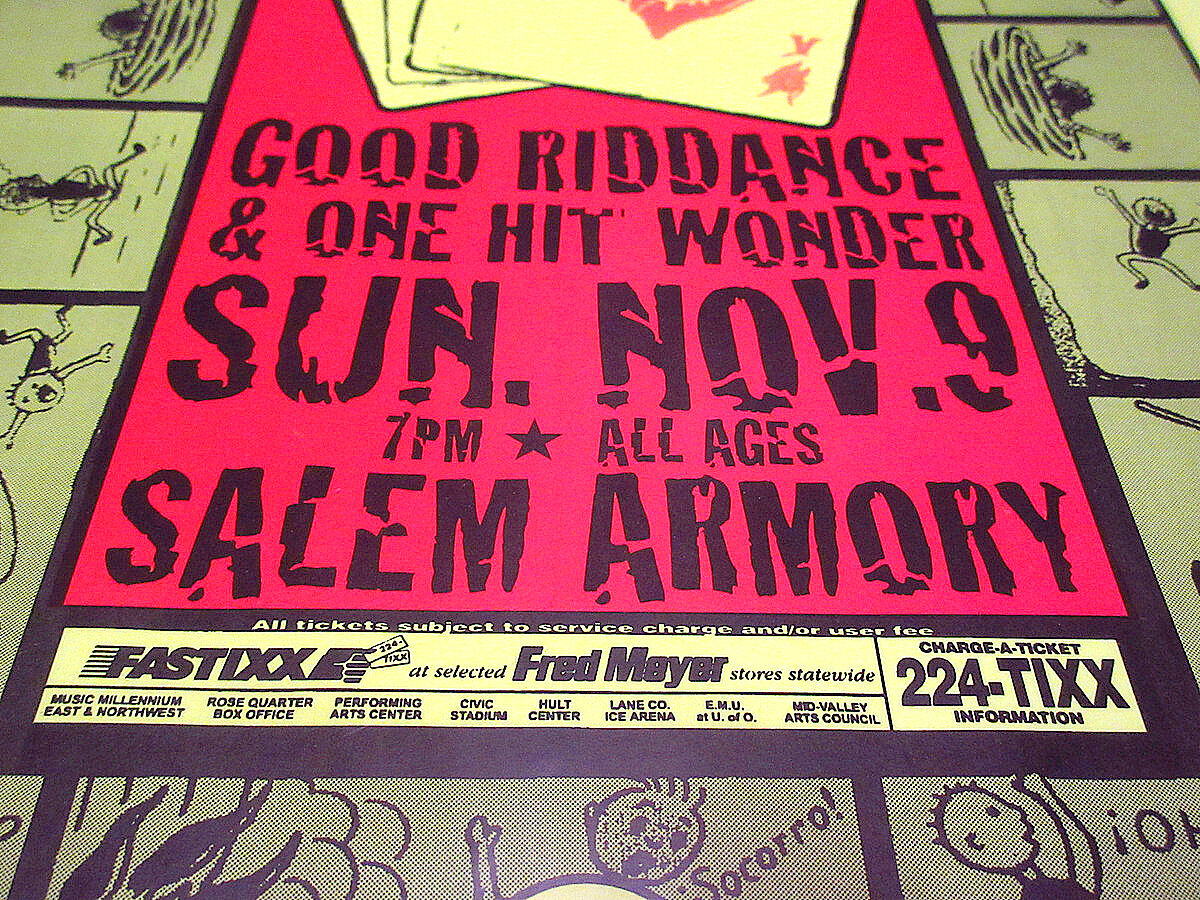 GOOD RIDDANCE
& ONE HIT WONDER
SUN. NOV. 9
7PM ★ ALL AGES
SALEM ARMORY
All tickets subject to service charge and/or user fee
FASTIXX 224-TIXX at selected Fred Meyer stores statewide
MUSIC MILLENNIUM EAST & NORTHWEST
ROSE QUARTER BOX OFFICE
PERFORMING ARTS CENTER
CIVIC STADIUM
HULT CENTER
LANE CO. ICE ARENA
E.M.U. at U. of O.
MID-VALLEY ARTS COUNCIL
CHARGE-A-TICKET
224-TIXX
INFORMATION
¡Socorro!